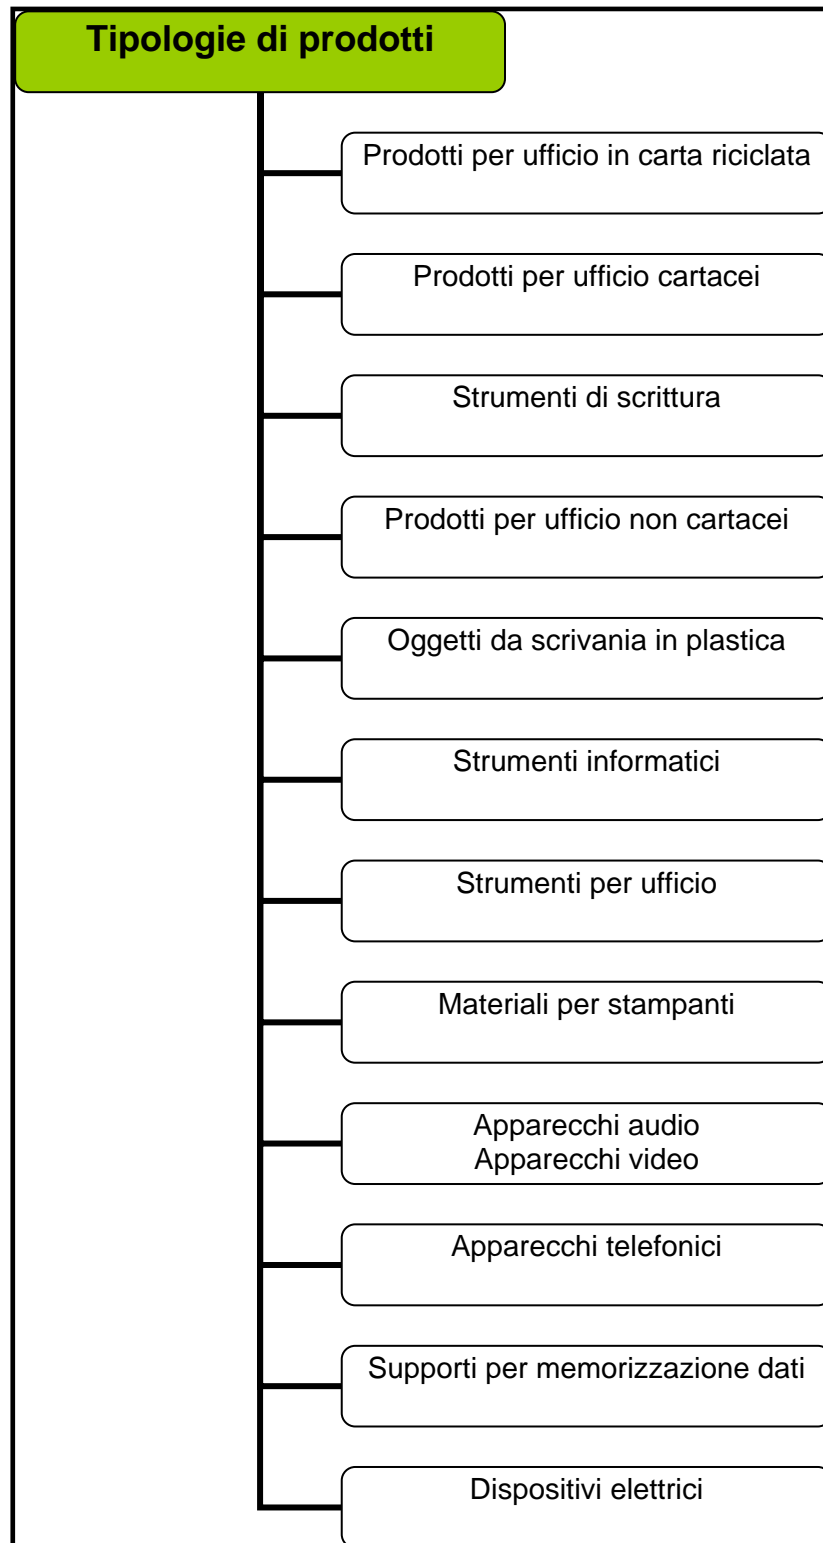 Tipologie di prodotti
Prodotti per ufficio in carta riciclata
Prodotti per ufficio cartacei
Strumenti di scrittura
Prodotti per ufficio non cartacei
Oggetti da scrivania in plastica
Strumenti informatici
Strumenti per ufficio
Materiali per stampanti
Apparecchi audio
Apparecchi video
Apparecchi telefonici
Supporti per memorizzazione dati
Dispositivi elettrici